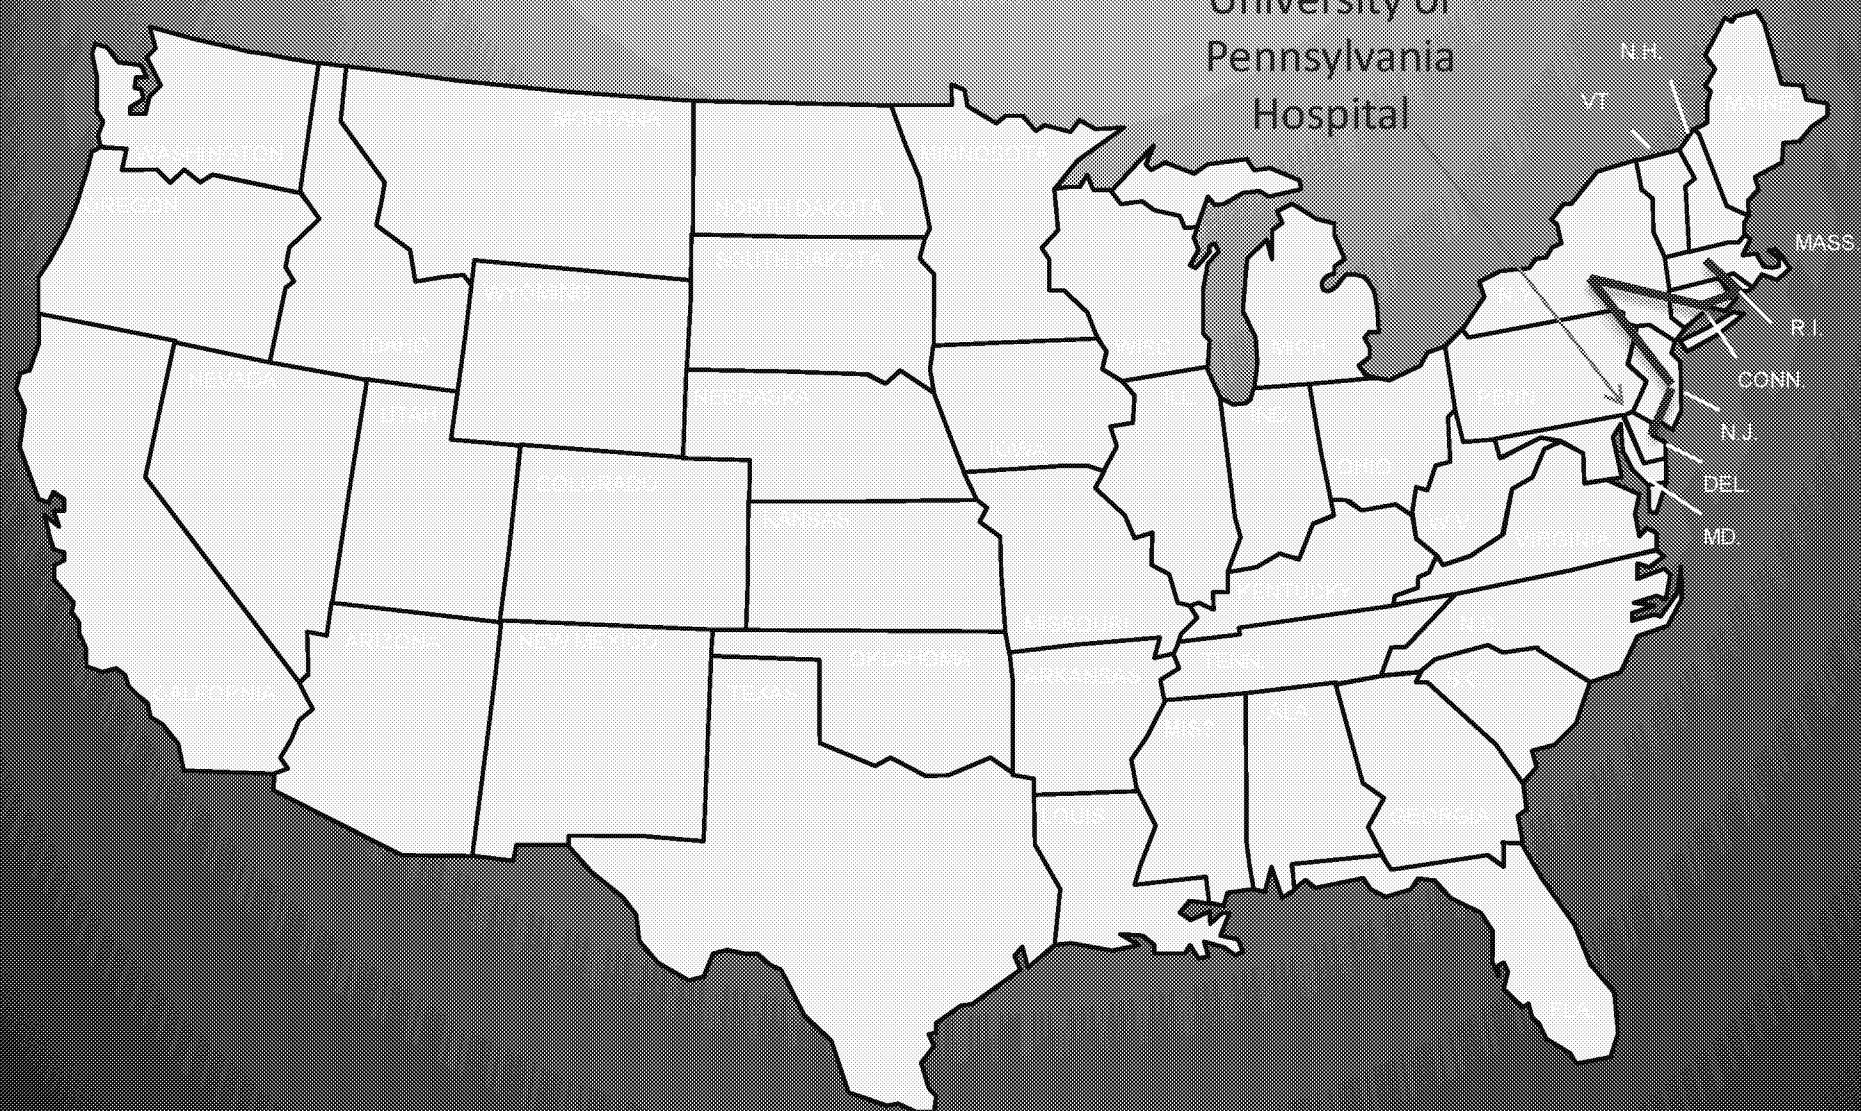 University of
Pennsylvania
Hospital
N.H.
VT
MAINE
MONTANA
WASHINGTON
MINNESOTA
OREGON
NORTH DAKOTA
MASS
SOUTH DAKOTA
WYOMING
N.Y.
R.I.
IDAHO
WISC
MICH
NEVADA
CONN.
UTAH
NEBRASKA
ILL.
IND.
PENN.
N.J.
IOWA
OHIO
COLORADO
DEL.
KANSAS
W.V.
VIRGINIA
MD.
KENTUCKY
MISSOURI
N.C.
ARIZONA
NEW MEXICO
OKLAHOMA
TENN.
ARKANSAS
S.C.
CALIFORNIA
TEXAS
MISS
ALA.
LOUIS
GEORGIA
FLA.